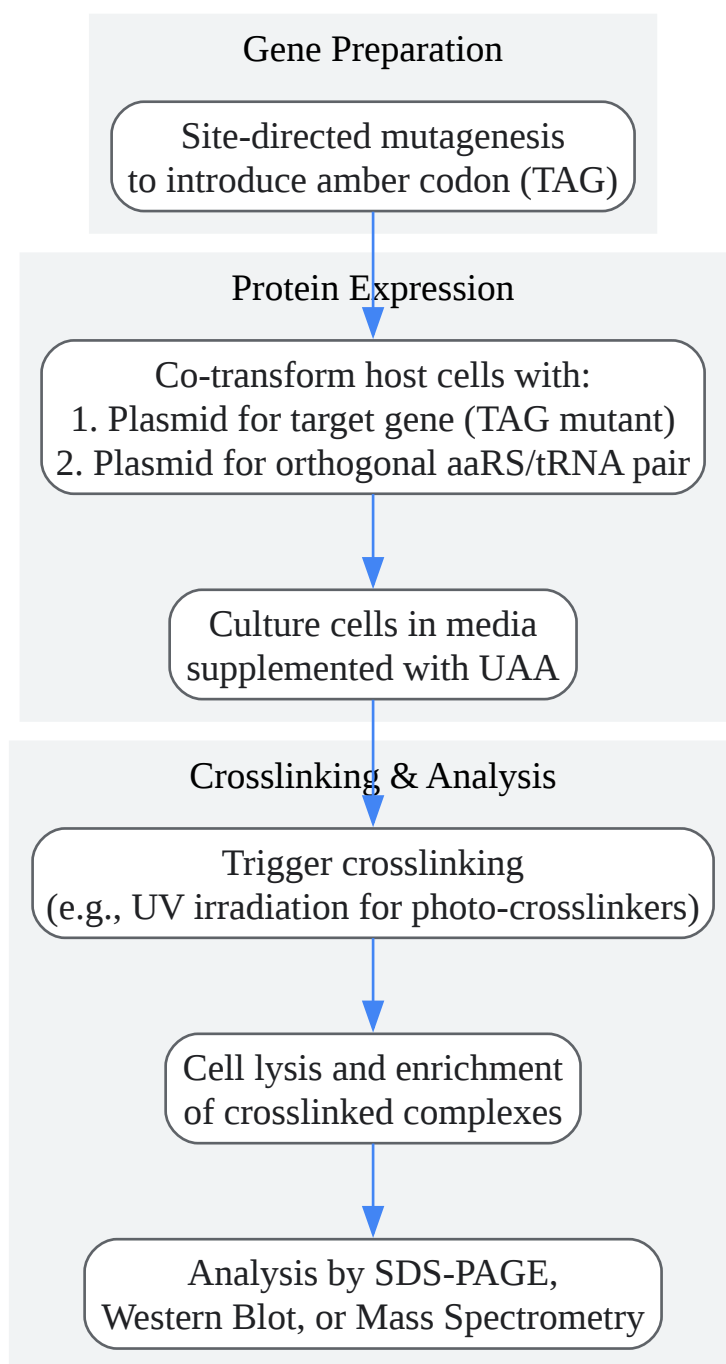 Gene Preparation
Site-directed mutagenesis
to introduce amber codon (TAG)
Protein Expression
Co-transform host cells with:
1. Plasmid for target gene (TAG mutant)
2. Plasmid for orthogonal aaRS/tRNA pair
Culture cells in media
supplemented with UAA
Crosslinking & Analysis
Trigger crosslinking
(e.g., UV irradiation for photo-crosslinkers)
Cell lysis and enrichment
of crosslinked complexes
Analysis by SDS-PAGE,
Western Blot, or Mass Spectrometry